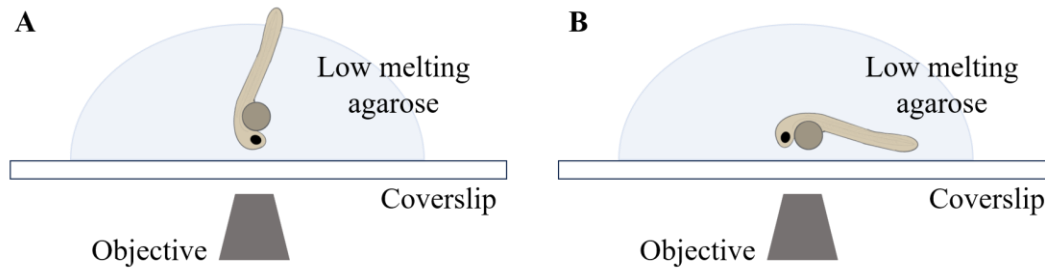 A
Low melting
agarose
Coverslip
Objective
B
Low melting
agarose
Coverslip
Objective